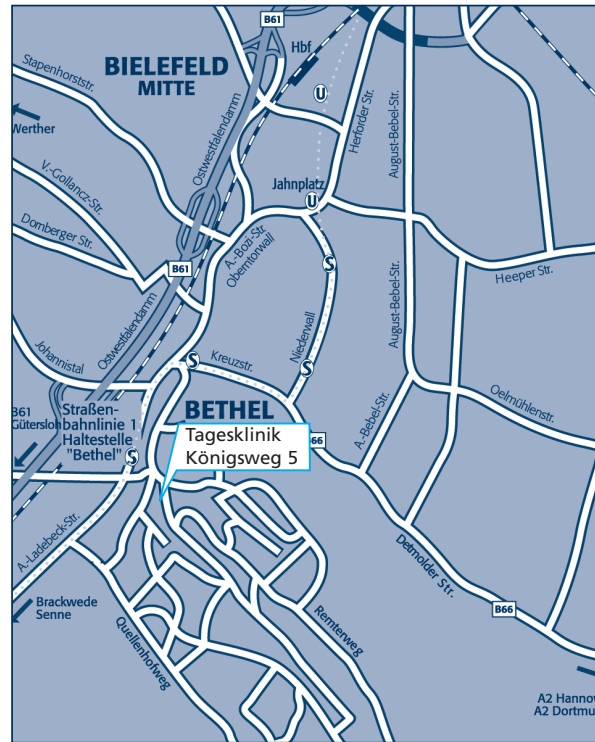 B61
Hbf
BIELEFELD
MITTE
Stapenhorststr.
Werther
Ostwestfalendamm
U
Herforder Str.
August-Bebel-Str.
V.-Gollancz-Str.
Jahnplatz
U
Dornberger Str.
A.-Bozi-Str.
Oberntorwall
B61
S
Heeper Str.
Ostwestfalendamm
August-Bebel-Str.
Niederwall
Johannistal
S
Kreuzstr.
S
Oelmühlenstr.
A.-Bebel-Str.
B61
Gütersloh
Straßen-
bahnlinie 1
Haltestelle
"Bethel"
S
BETHEL
66
Tagesklinik
Königsweg 5
A.-Ladebeck-Str.
Detmolder Str.
B66
Brackwede
Senne
Quellenhofweg
Remterweg
A2 Hannov
A2 Dortmu